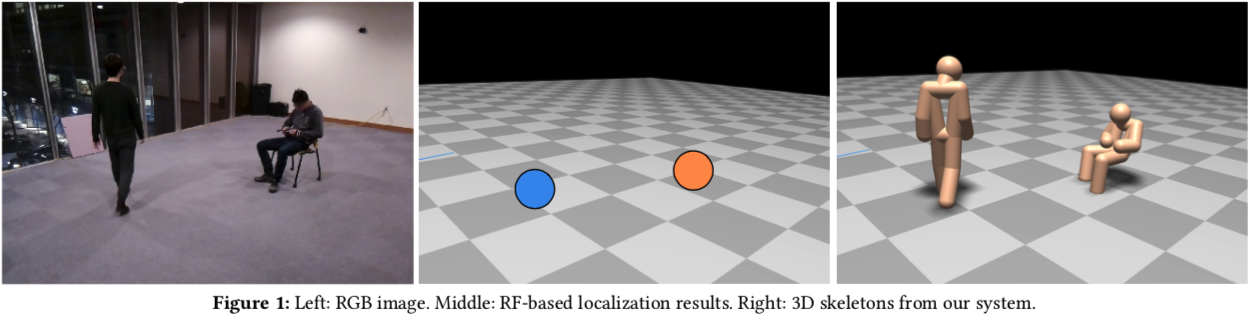 Figure 1: Left: RGB image. Middle: RF-based localization results. Right: 3D skeletons from our system.